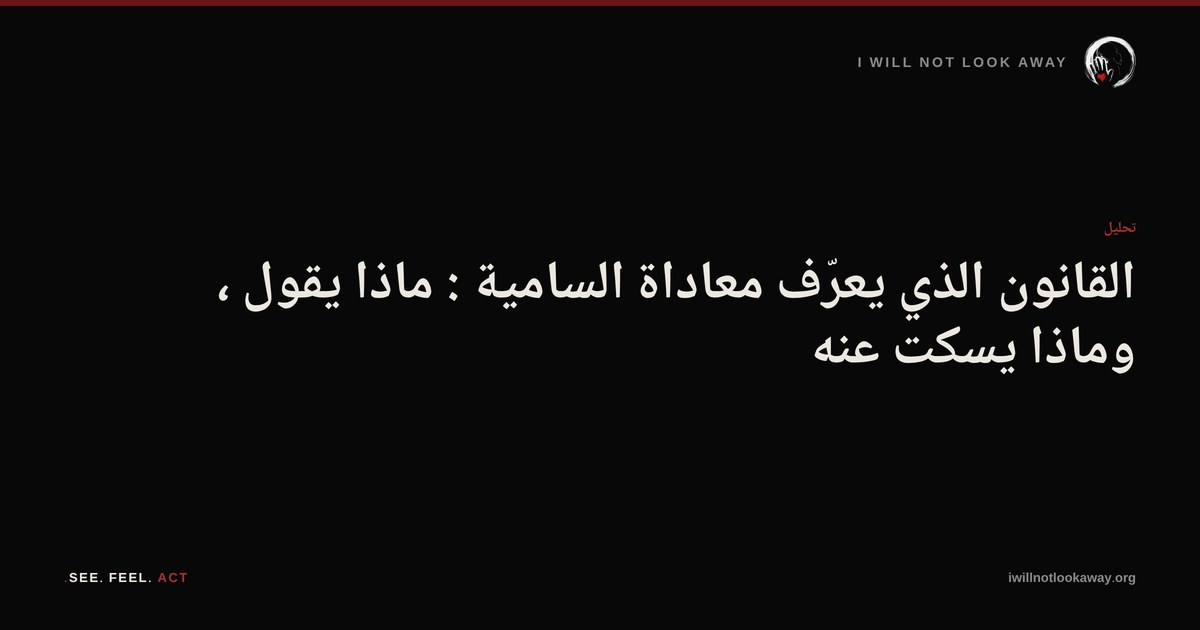 I WILL NOT LOOK AWAY
تحليل
القانون الذي يعرّف معاداة السامية : ماذا يقول ،
وماذا يسكت عنه
.SEE. FEEL. ACT
iwillnotlookaway.org